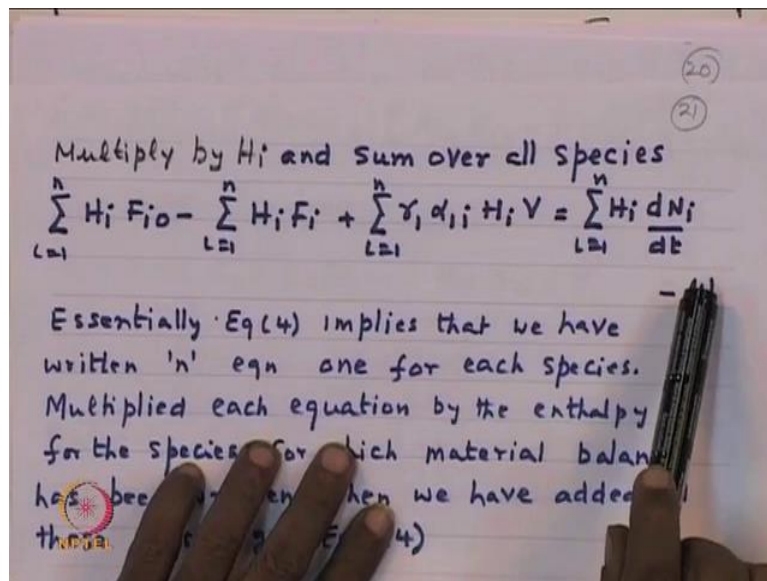 20
21
Multiply by Hi and sum over all species
n n n n
∑ Hi Fio - ∑ Hi Fi + ∑ r1 α1i Hi V = ∑ Hi dNi/dt
i=1 i=1 i=1 i=1
-
Essentially Eq(4) implies that we have
written 'n' eqn one for each species.
Multiplied each equation by the enthalpy
for the species material
has we have
4)
NPTEL